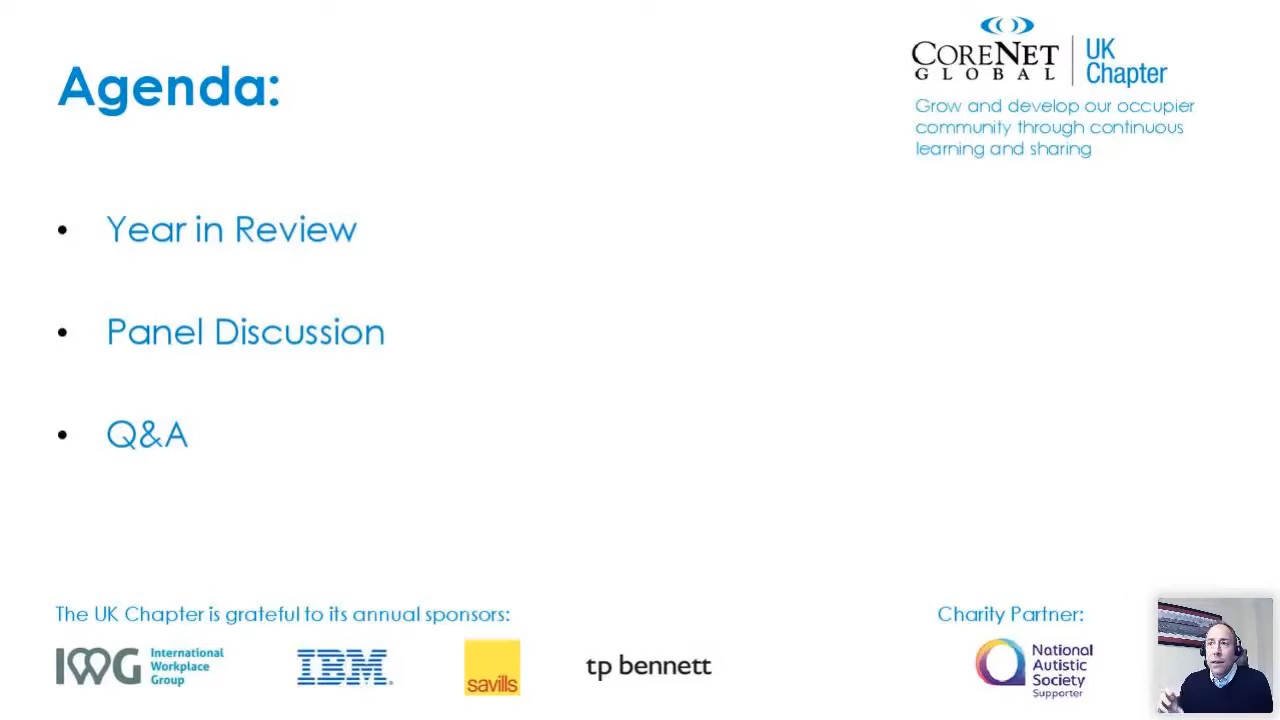 Agenda:
CORENET
GLOBAL
UK
Chapter
Grow and develop our occupier
community through continuous
learning and sharing
• Year in Review
• Panel Discussion
• Q&A
The UK Chapter is grateful to its annual sponsors:
IWG International
Workplace
Group
IBM®
savills
tp bennett
Charity Partner:
National
Autistic
Society
Supporter